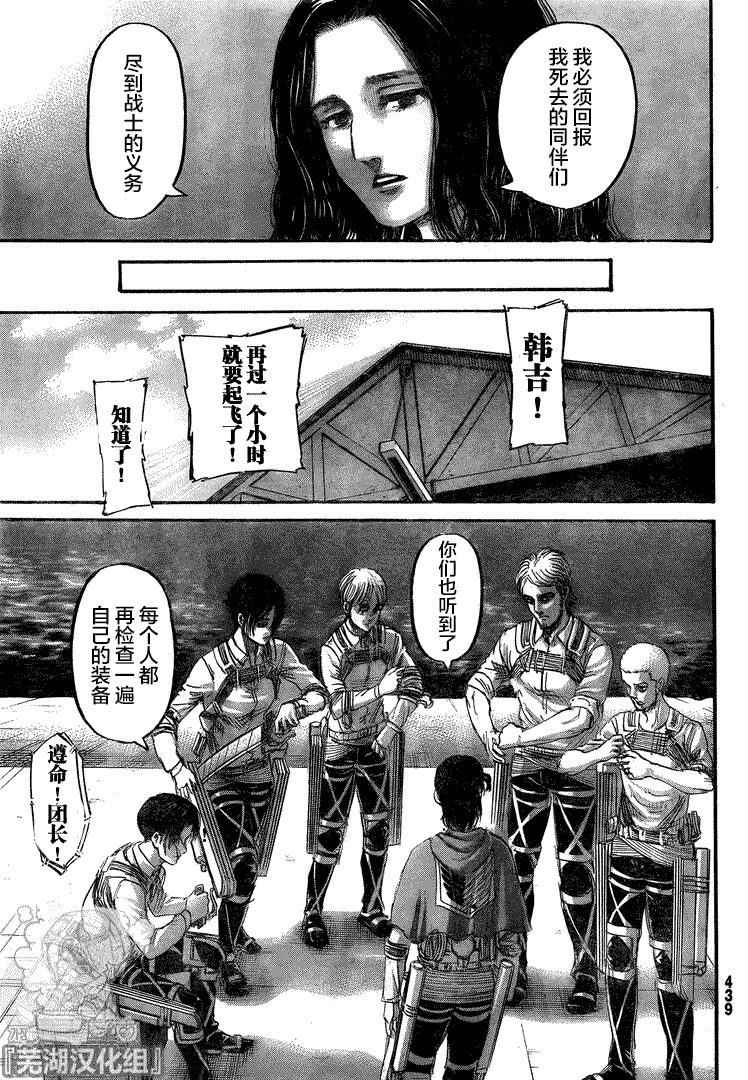 我必须回报
我死去的同伴们
尽到战士的义务
韩吉！
再过一个小时
就要起飞了！
知道了！
你们也听到了
每个人都
再检查一遍
自己的装备
遵命！团长！
439
『芜湖汉化组』